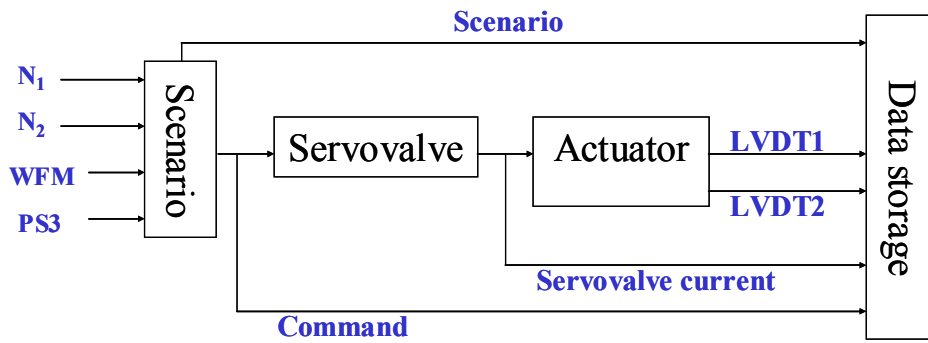 Scenario
N1
N2
WFM
PS3
Scenario
Servovalve
Actuator
LVDT1
LVDT2
Servovalve current
Command
Data storage